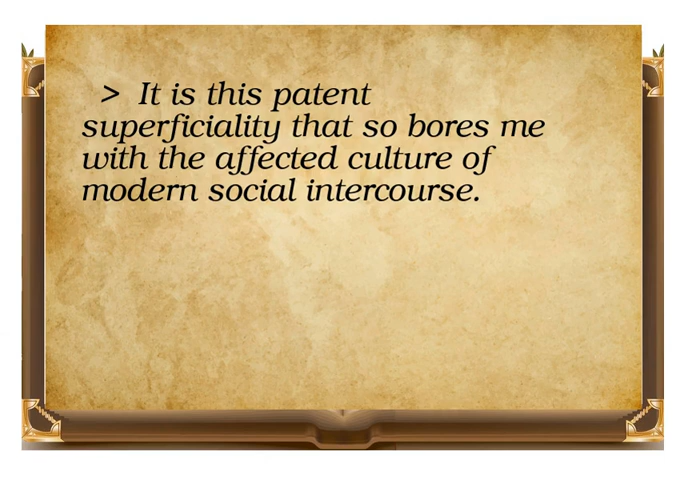 > It is this patent
superficiality that so bores me
with the affected culture of
modern social intercourse.